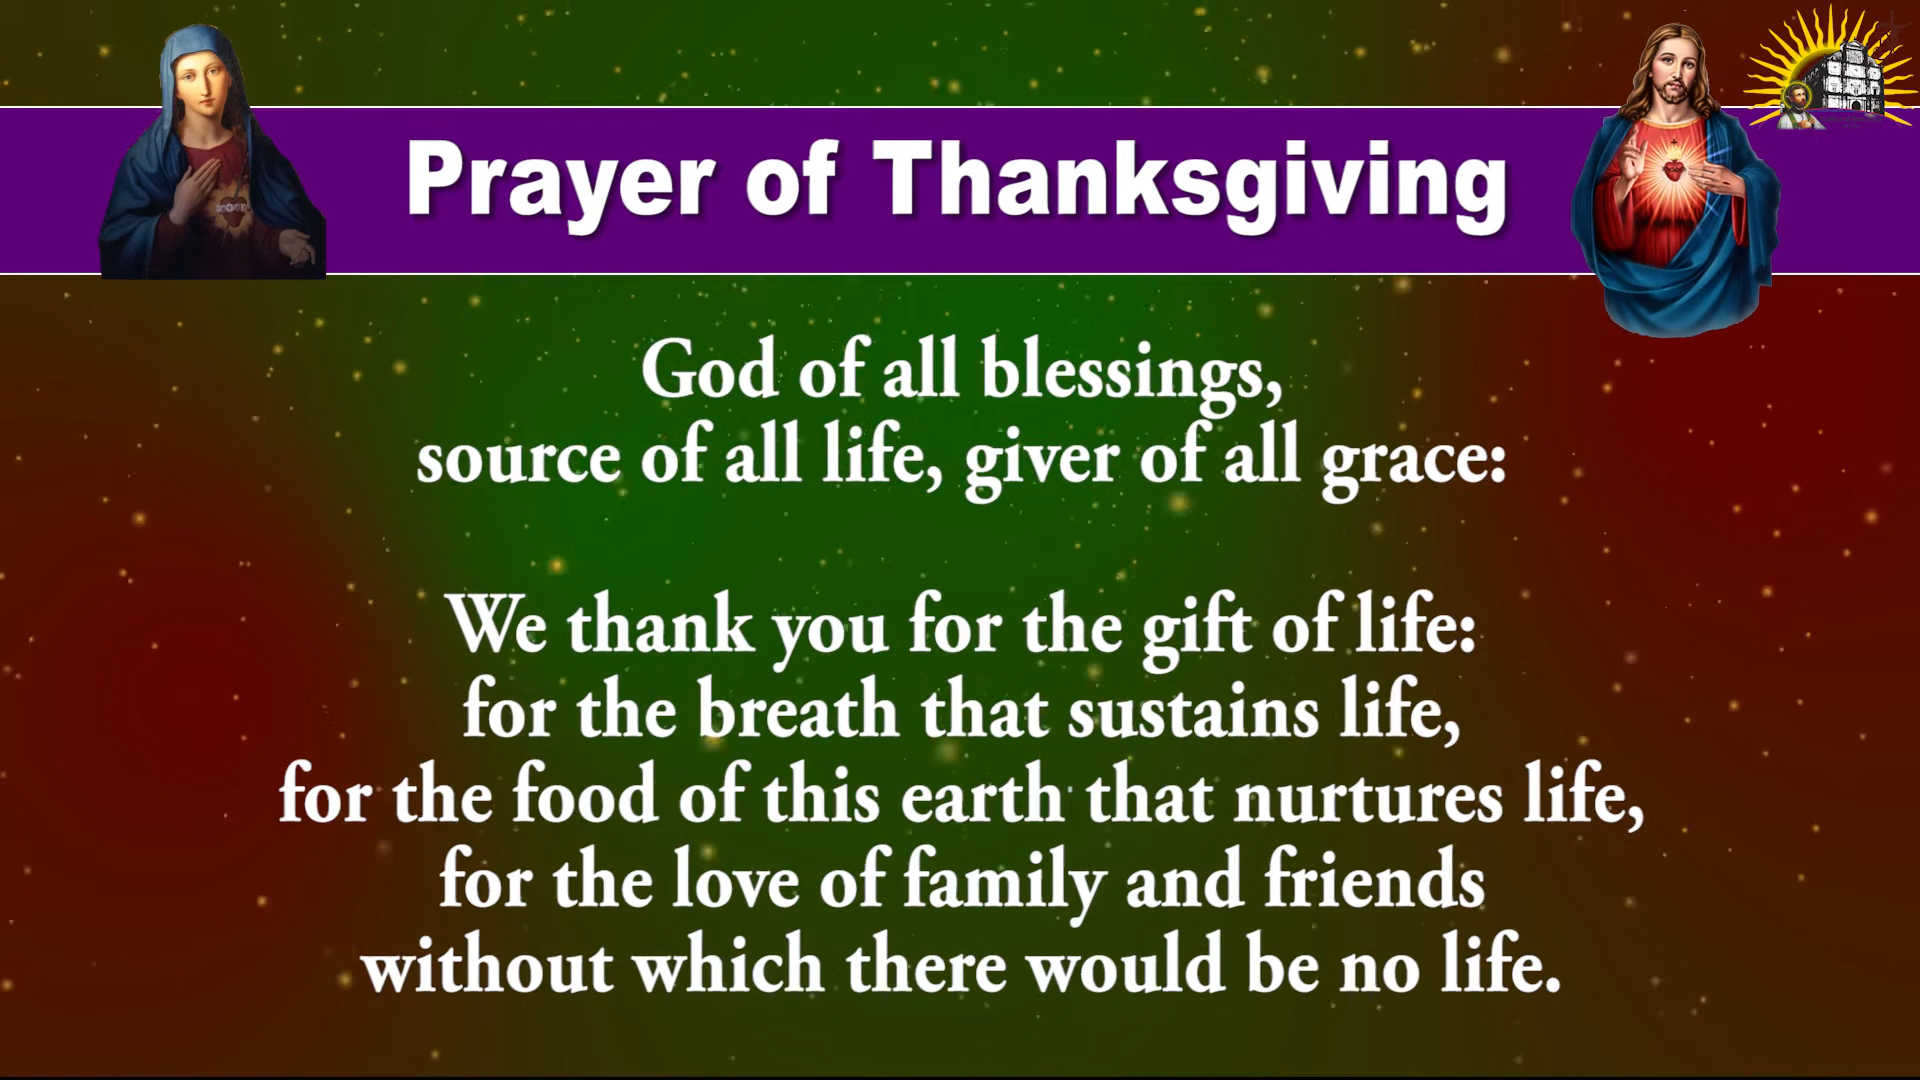 Prayer of Thanksgiving
God of all blessings,
source of all life, giver of all grace:
We thank you for the gift of life:
for the breath that sustains life,
for the food of this earth that nurtures life,
for the love of family and friends
without which there would be no life.